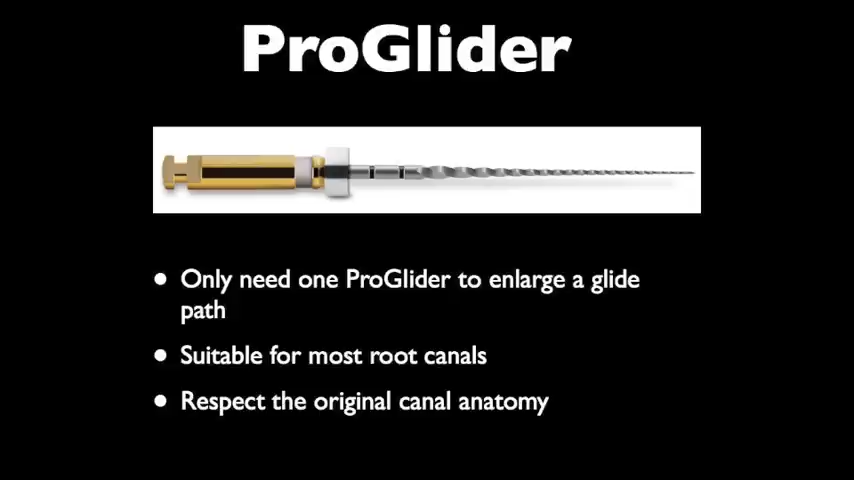 ProGlider
• Only need one ProGlider to enlarge a glide
path
• Suitable for most root canals
• Respect the original canal anatomy